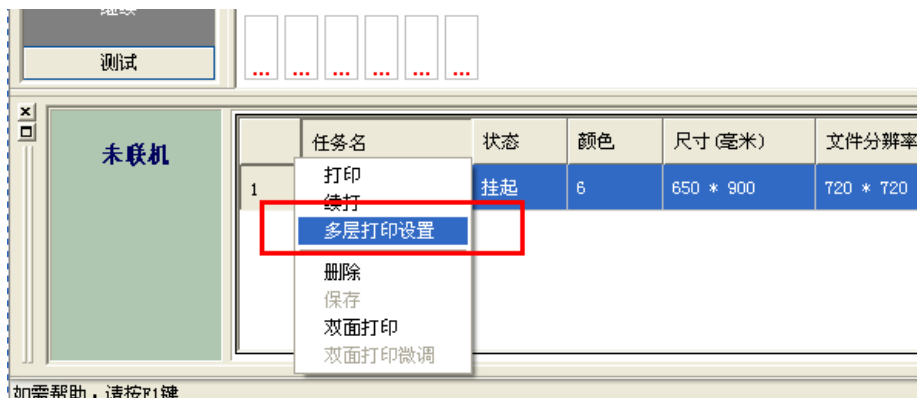 继续
测试
... ... ... ... ... ...
未联机
任务名 状态 颜色 尺寸(毫米) 文件分辨率
1 挂起 6 650 * 900 720 * 720
打印
续打
多层打印设置
删除
保存
双面打印
双面打印微调
如需帮助，请按F1键